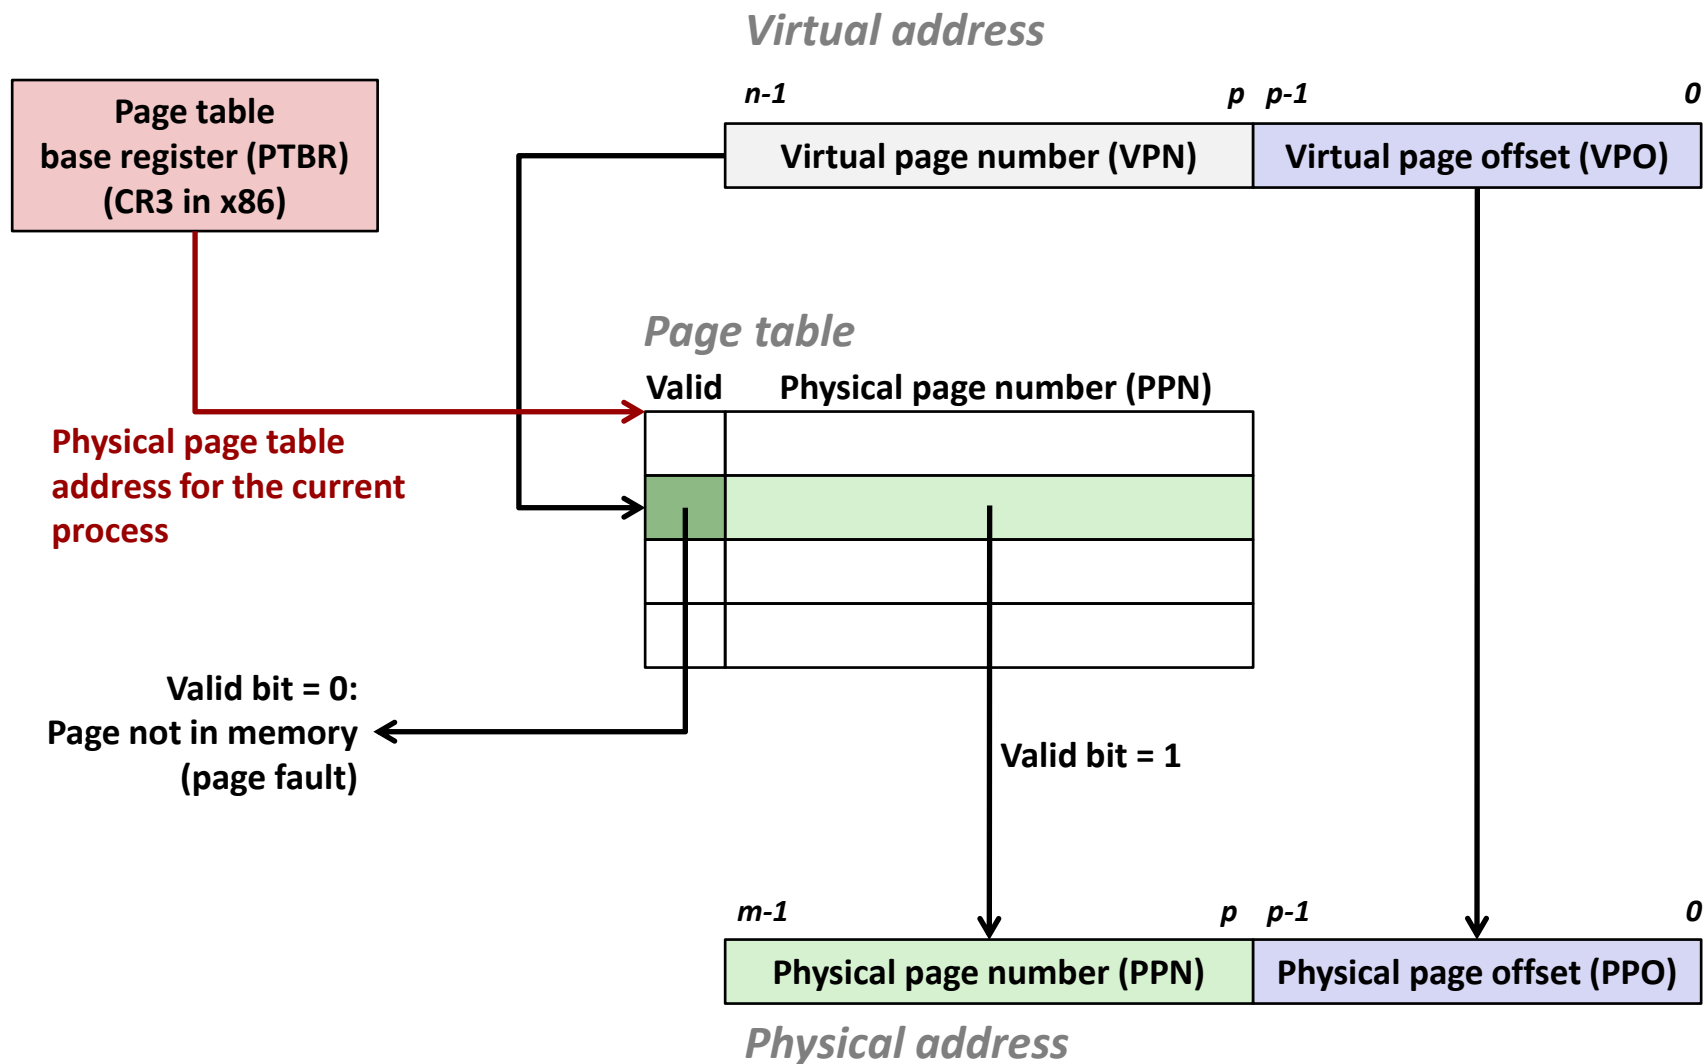 Virtual address
Page table
base register (PTBR)
(CR3 in x86)
n-1 p p-1 0
Virtual page number (VPN) Virtual page offset (VPO)
Page table
Valid Physical page number (PPN)
Physical page table
address for the current
process
Valid bit = 0:
Page not in memory
(page fault)
Valid bit = 1
m-1 p p-1 0
Physical page number (PPN) Physical page offset (PPO)
Physical address